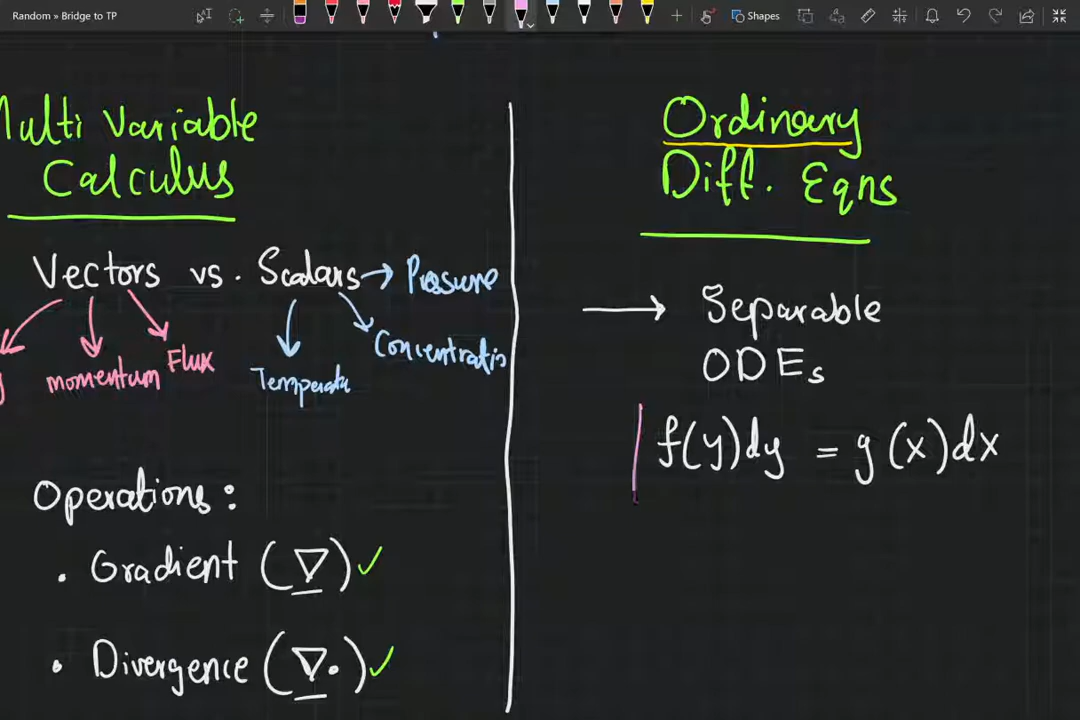 Random » Bridge to TP
Shapes
Multi Variable
Calculus
Vectors vs. Scalars → Pressure
momentum Flux
Temperatu Concentratio
Operations:
. Gradient (∇) ✓
• Divergence (∇•) ✓
Ordinary
Diff. Eqns
→ Separable
ODEs
f(y)dy = g(x)dx